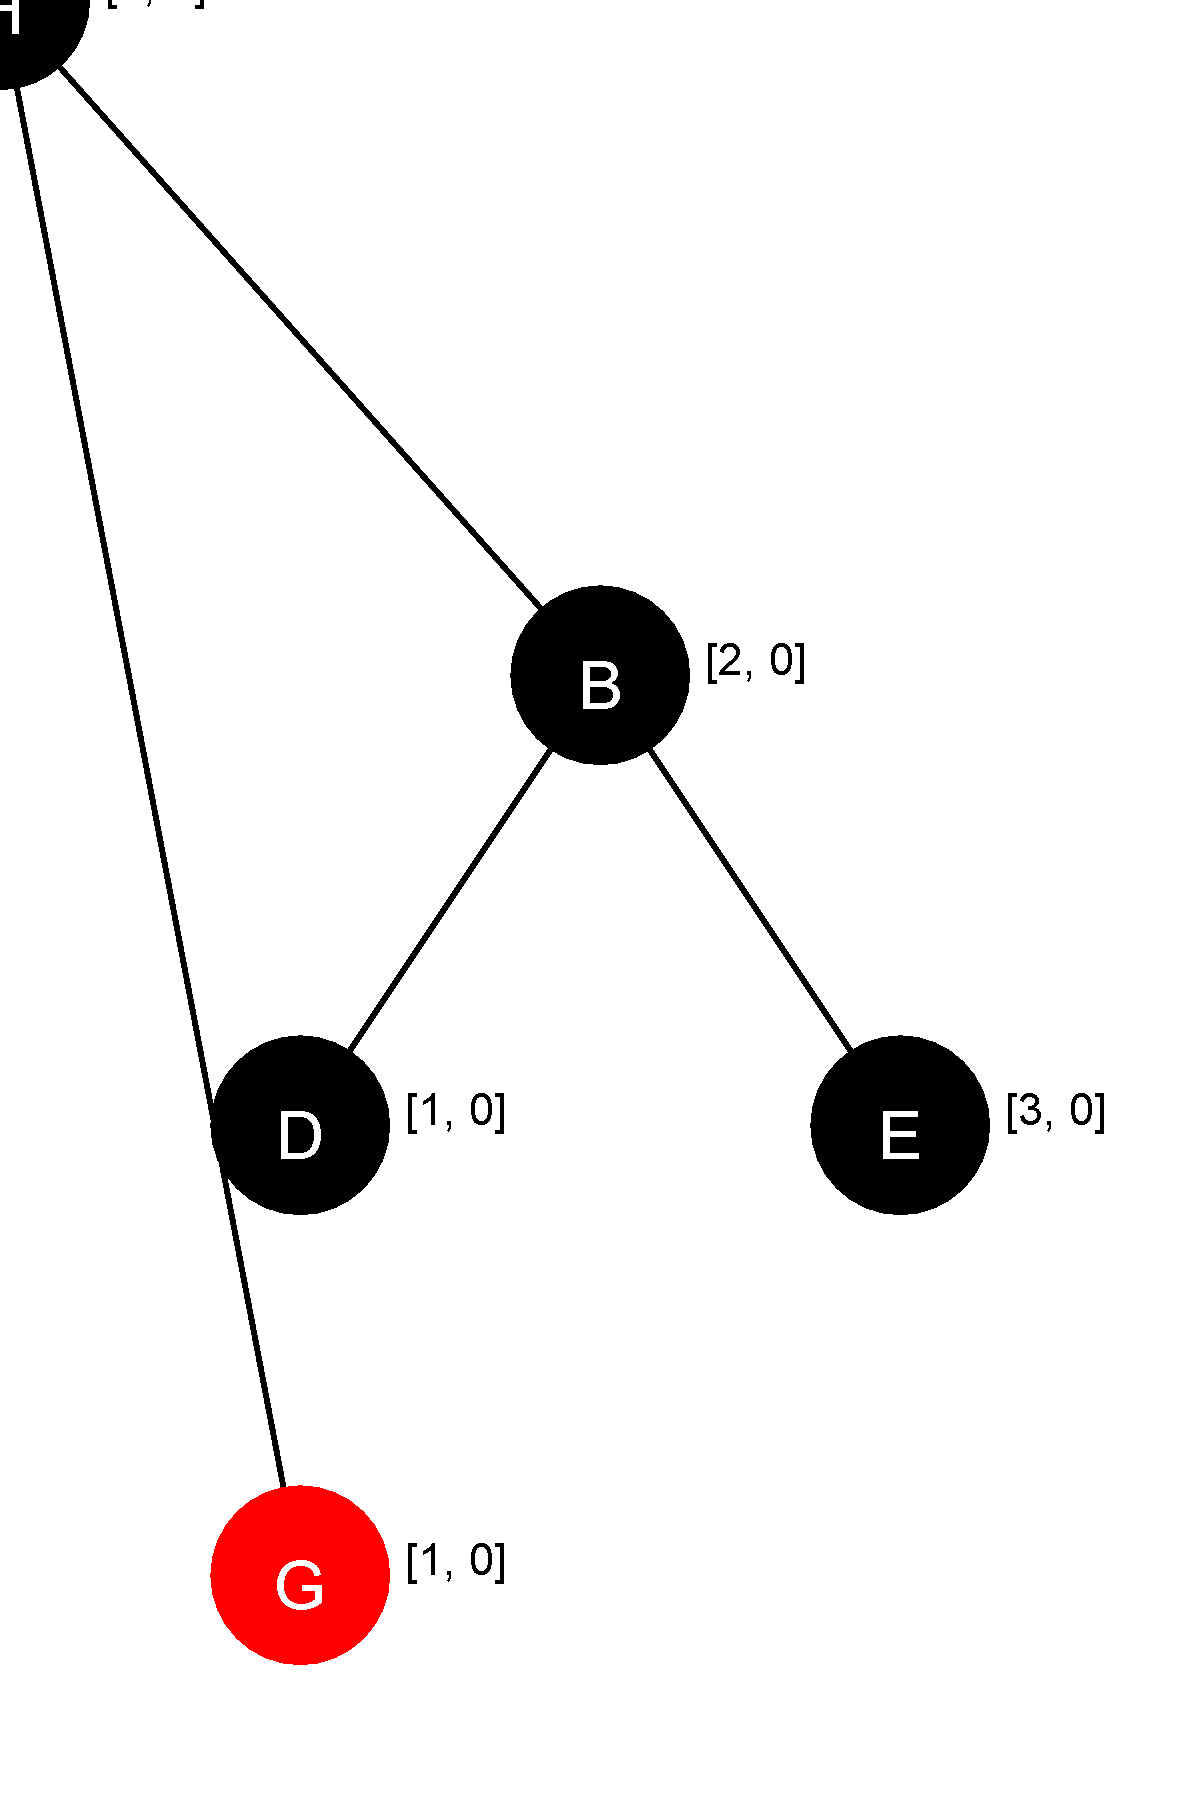 B [2, 0]
D [1, 0]
E [3, 0]
G [1, 0]